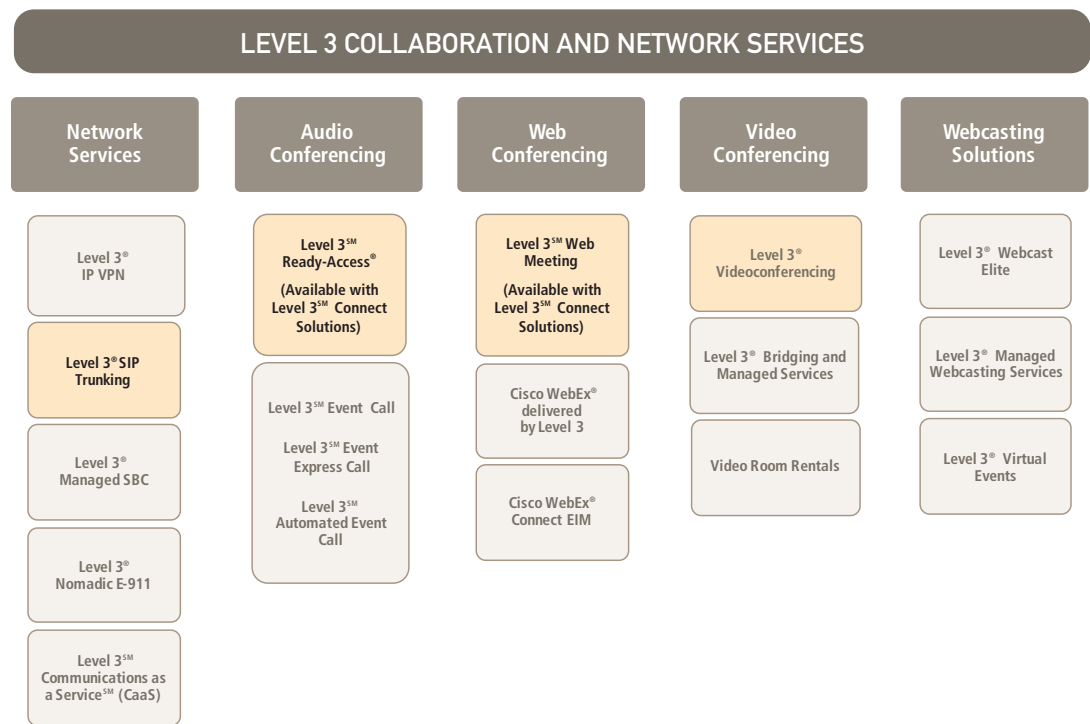 LEVEL 3 COLLABORATION AND NETWORK SERVICES
Network
Services
Level 3®
IP VPN
Level 3® SIP
Trunking
Level 3®
Managed SBC
Level 3®
Nomadic E-911
Level 3℠
Communications as
a Service℠ (CaaS)
Audio
Conferencing
Level 3℠
Ready-Access®
(Available with
Level 3℠ Connect
Solutions)
Level 3℠ Event Call
Level 3℠ Event
Express Call
Level 3℠
Automated Event
Call
Web
Conferencing
Level 3℠ Web
Meeting
(Available with
Level 3℠ Connect
Solutions)
Cisco WebEx®
delivered
by Level 3
Cisco WebEx®
Connect EIM
Video
Conferencing
Level 3®
Videoconferencing
Level 3® Bridging and
Managed Services
Video Room Rentals
Webcasting
Solutions
Level 3® Webcast
Elite
Level 3® Managed
Webcasting Services
Level 3® Virtual
Events